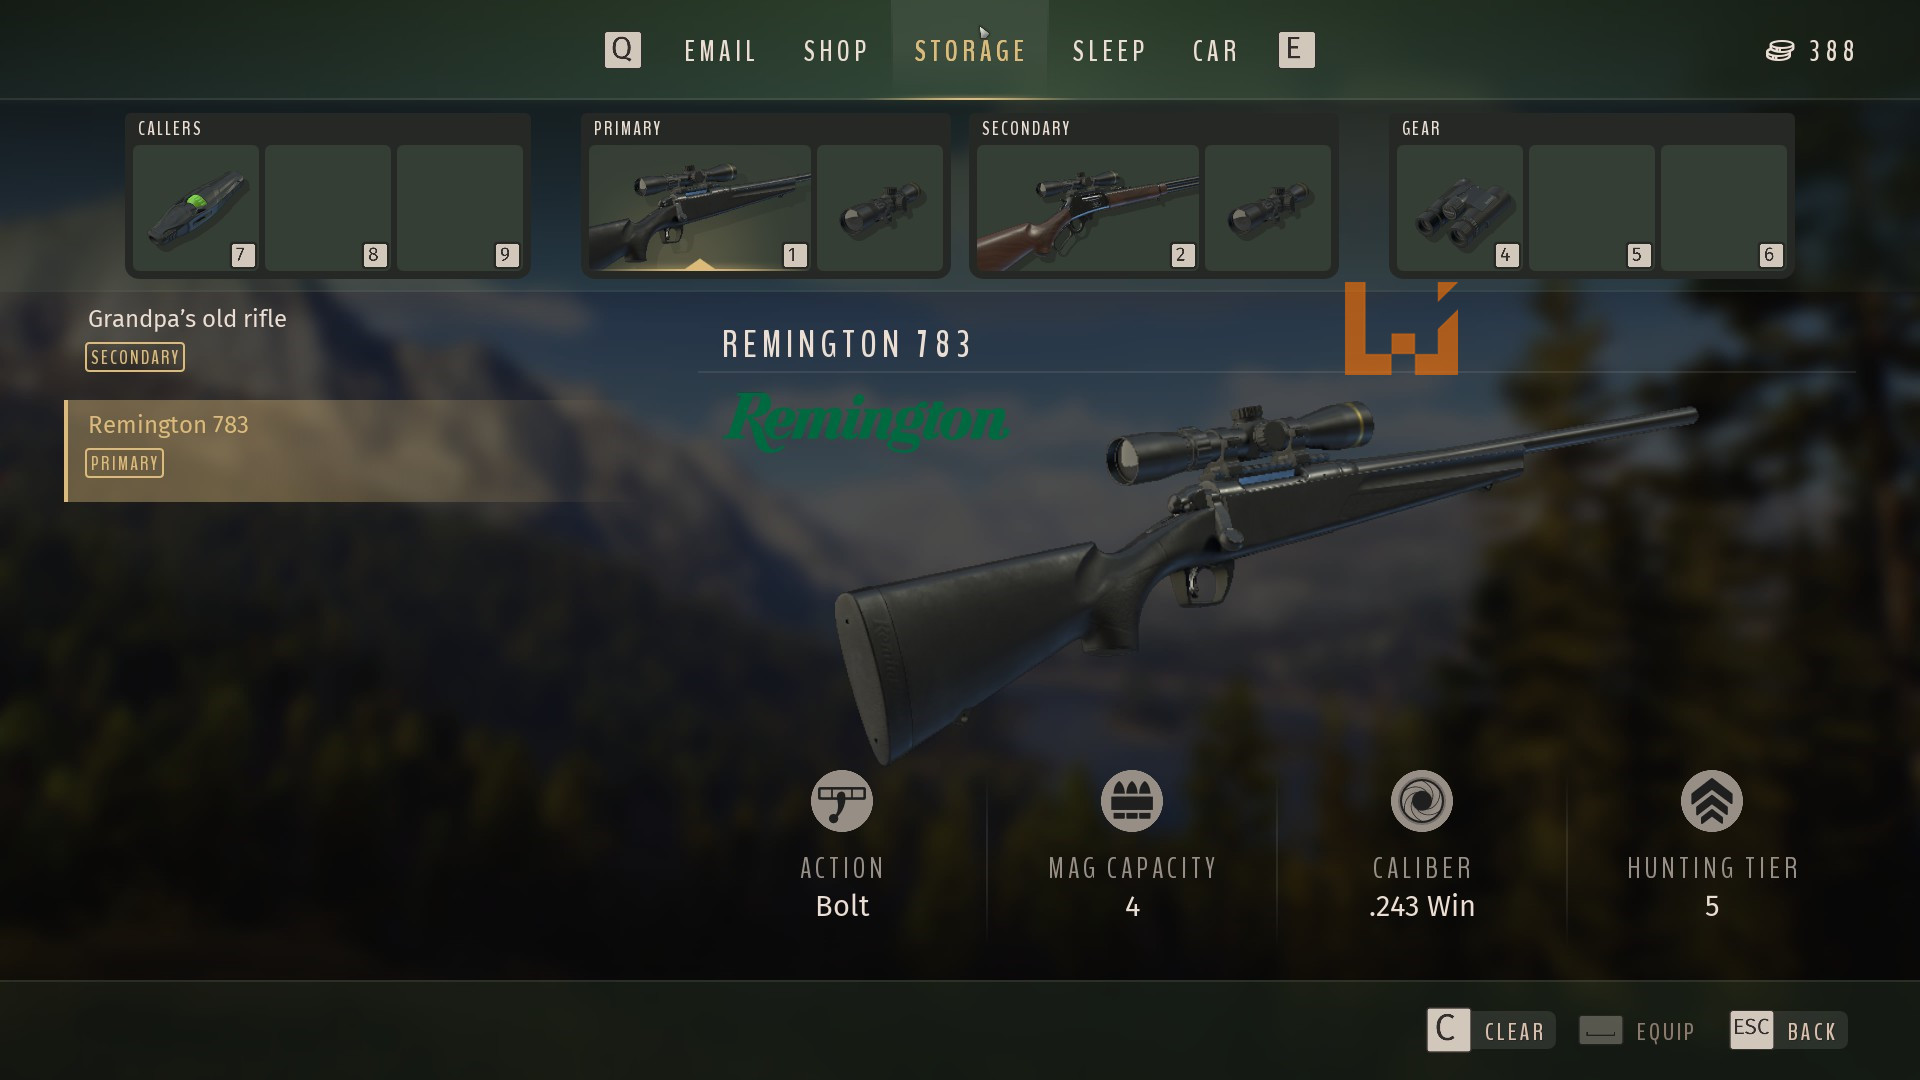 Q EMAIL SHOP STORAGE SLEEP CAR E 388
CALLERS PRIMARY SECONDARY GEAR
7 8 9 1 2 4 5 6
Grandpa's old rifle
SECONDARY
Remington 783
PRIMARY
REMINGTON 783
Remington
ACTION MAG CAPACITY CALIBER HUNTING TIER
Bolt 4 .243 Win 5
C CLEAR EQUIP ESC BACK